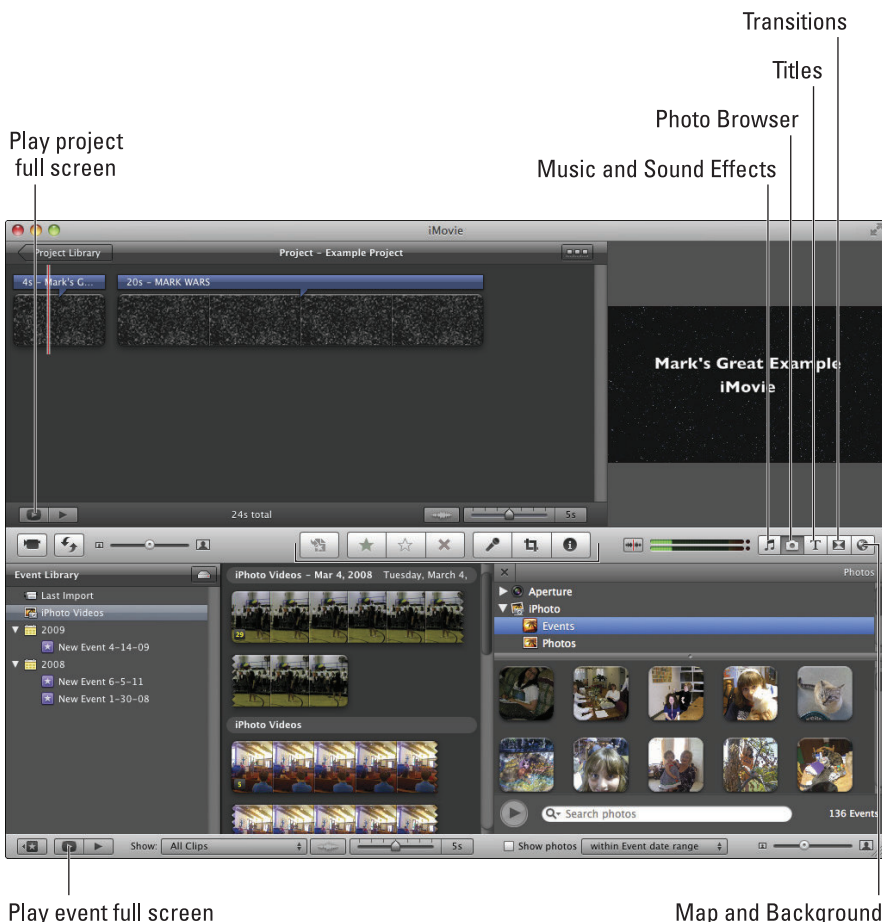 Transitions
Titles
Photo Browser
Music and Sound Effects
Play project
full screen
iMovie
Project Library
Project – Example Project
4s – Mark's G...
20s – MARK WARS
Mark's Great Example
iMovie
24s total
5s
T
Event Library
iPhoto Videos – Mar 4, 2008 Tuesday, March 4,
Photos
Last Import
iPhoto Videos
2009
New Event 4-14-09
2008
New Event 6-5-11
New Event 1-30-08
29
iPhoto Videos
5
Aperture
iPhoto
Events
Photos
Search photos
136 Events
Show: All Clips
5s
Show photos within Event date range
Play event full screen
Map and Background